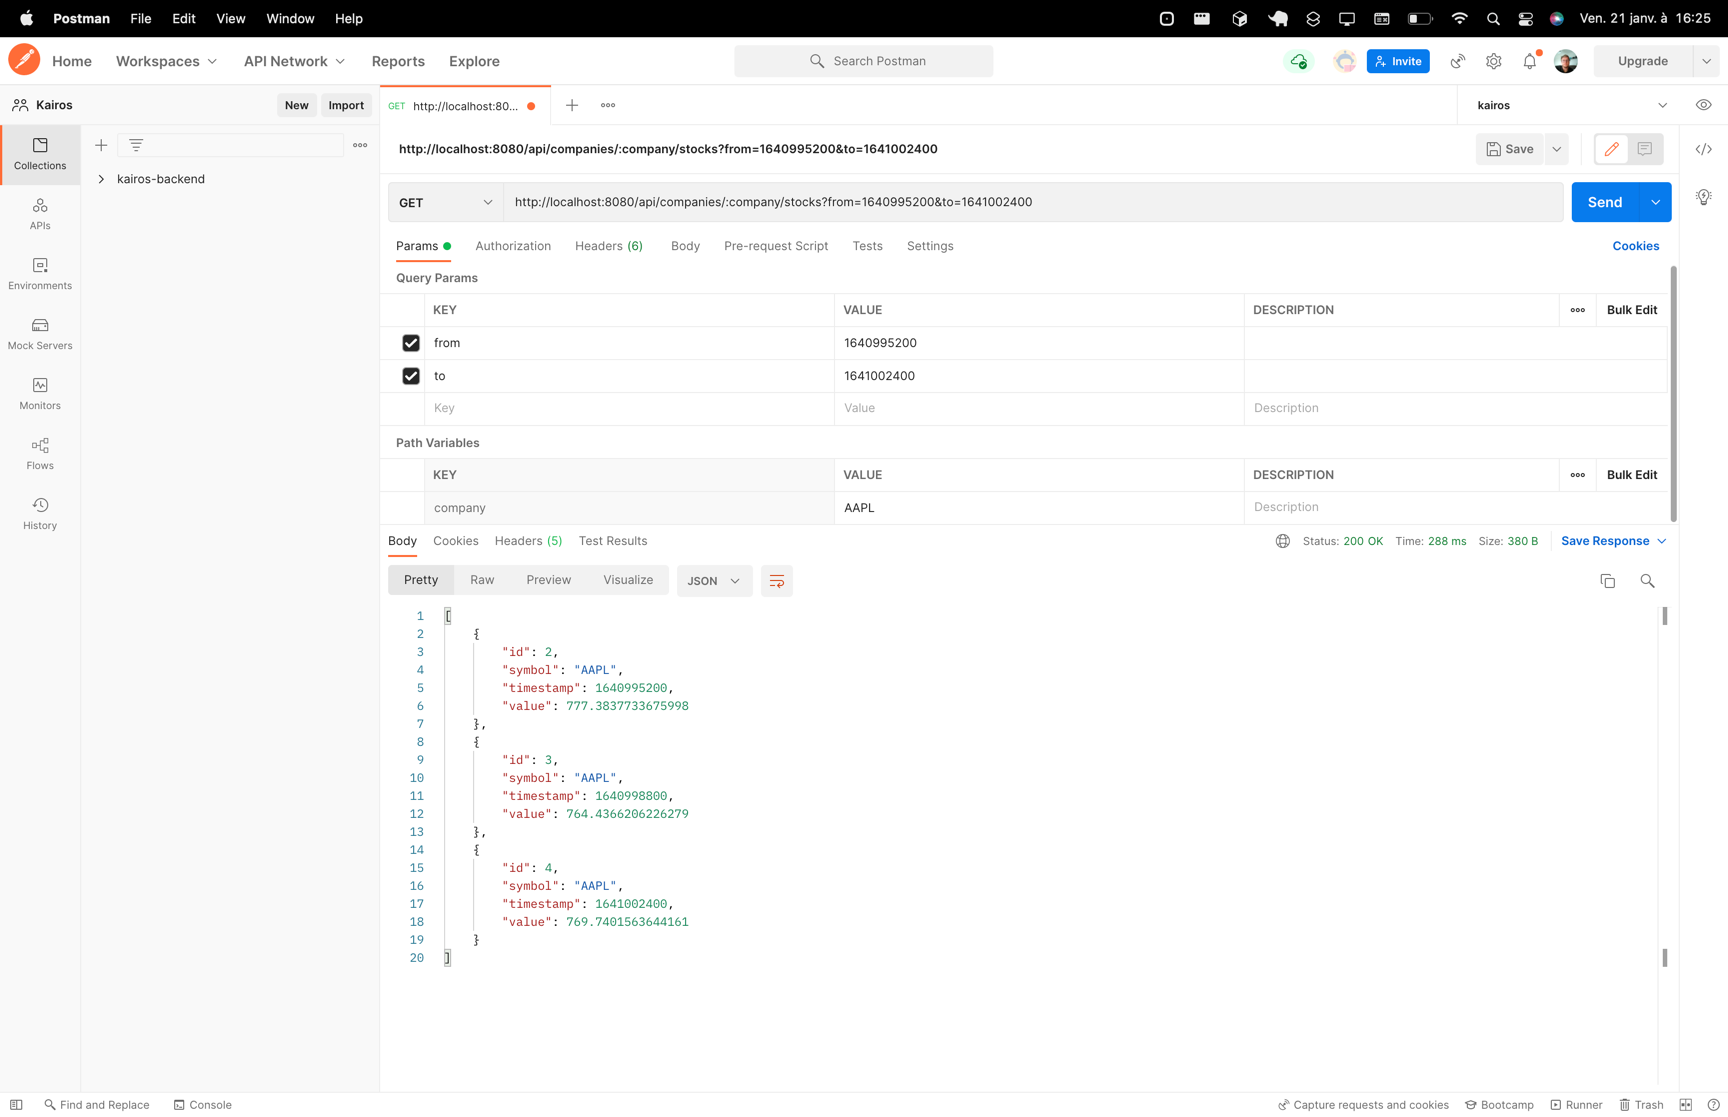 Postman File Edit View Window Help Ven. 21 janv. à 16:25
Home Workspaces API Network Reports Explore Search Postman Invite Upgrade
Kairos New Import GET http://localhost:80... kairos
http://localhost:8080/api/companies/:company/stocks?from=1640995200&to=1641002400 Save
Collections
kairos-backend
GET http://localhost:8080/api/companies/:company/stocks?from=1640995200&to=1641002400 Send
APIs
Environments
Mock Servers
Monitors
Flows
History
Params Authorization Headers (6) Body Pre-request Script Tests Settings Cookies
Query Params
KEY VALUE DESCRIPTION Bulk Edit
from 1640995200
to 1641002400
Key Value Description
Path Variables
KEY VALUE DESCRIPTION Bulk Edit
company AAPL Description
Body Cookies Headers (5) Test Results Status: 200 OK Time: 288 ms Size: 380 B Save Response
Pretty Raw Preview Visualize JSON
1 [
2 {
3 "id": 2,
4 "symbol": "AAPL",
5 "timestamp": 1640995200,
6 "value": 777.3837733675998
7 },
8 {
9 "id": 3,
10 "symbol": "AAPL",
11 "timestamp": 1640998800,
12 "value": 764.4366206226279
13 },
14 {
15 "id": 4,
16 "symbol": "AAPL",
17 "timestamp": 1641002400,
18 "value": 769.7401563644161
19 }
20 ]
Find and Replace Console Capture requests and cookies Bootcamp Runner Trash